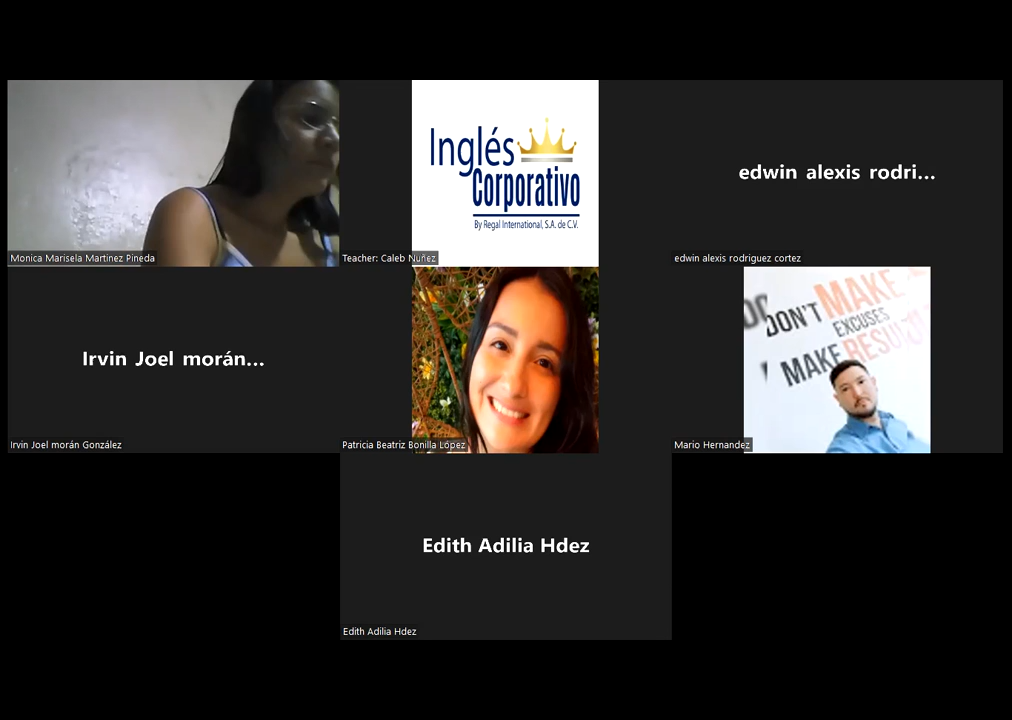 Inglés
Corporativo
By Regal International, S.A. de C.V.
edwin alexis rodri...
Monica Marisela Martinez Pineda
Teacher: Caleb Nuñez
edwin alexis rodriguez cortez
DON'T MAKE
EXCUSES
MAKE
Irvin Joel morán...
Irvin Joel morán González
Patricia Beatriz Bonilla López
Mario Hernandez
Edith Adilia Hdez
Edith Adilia Hdez